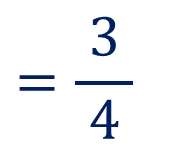 = 3/4